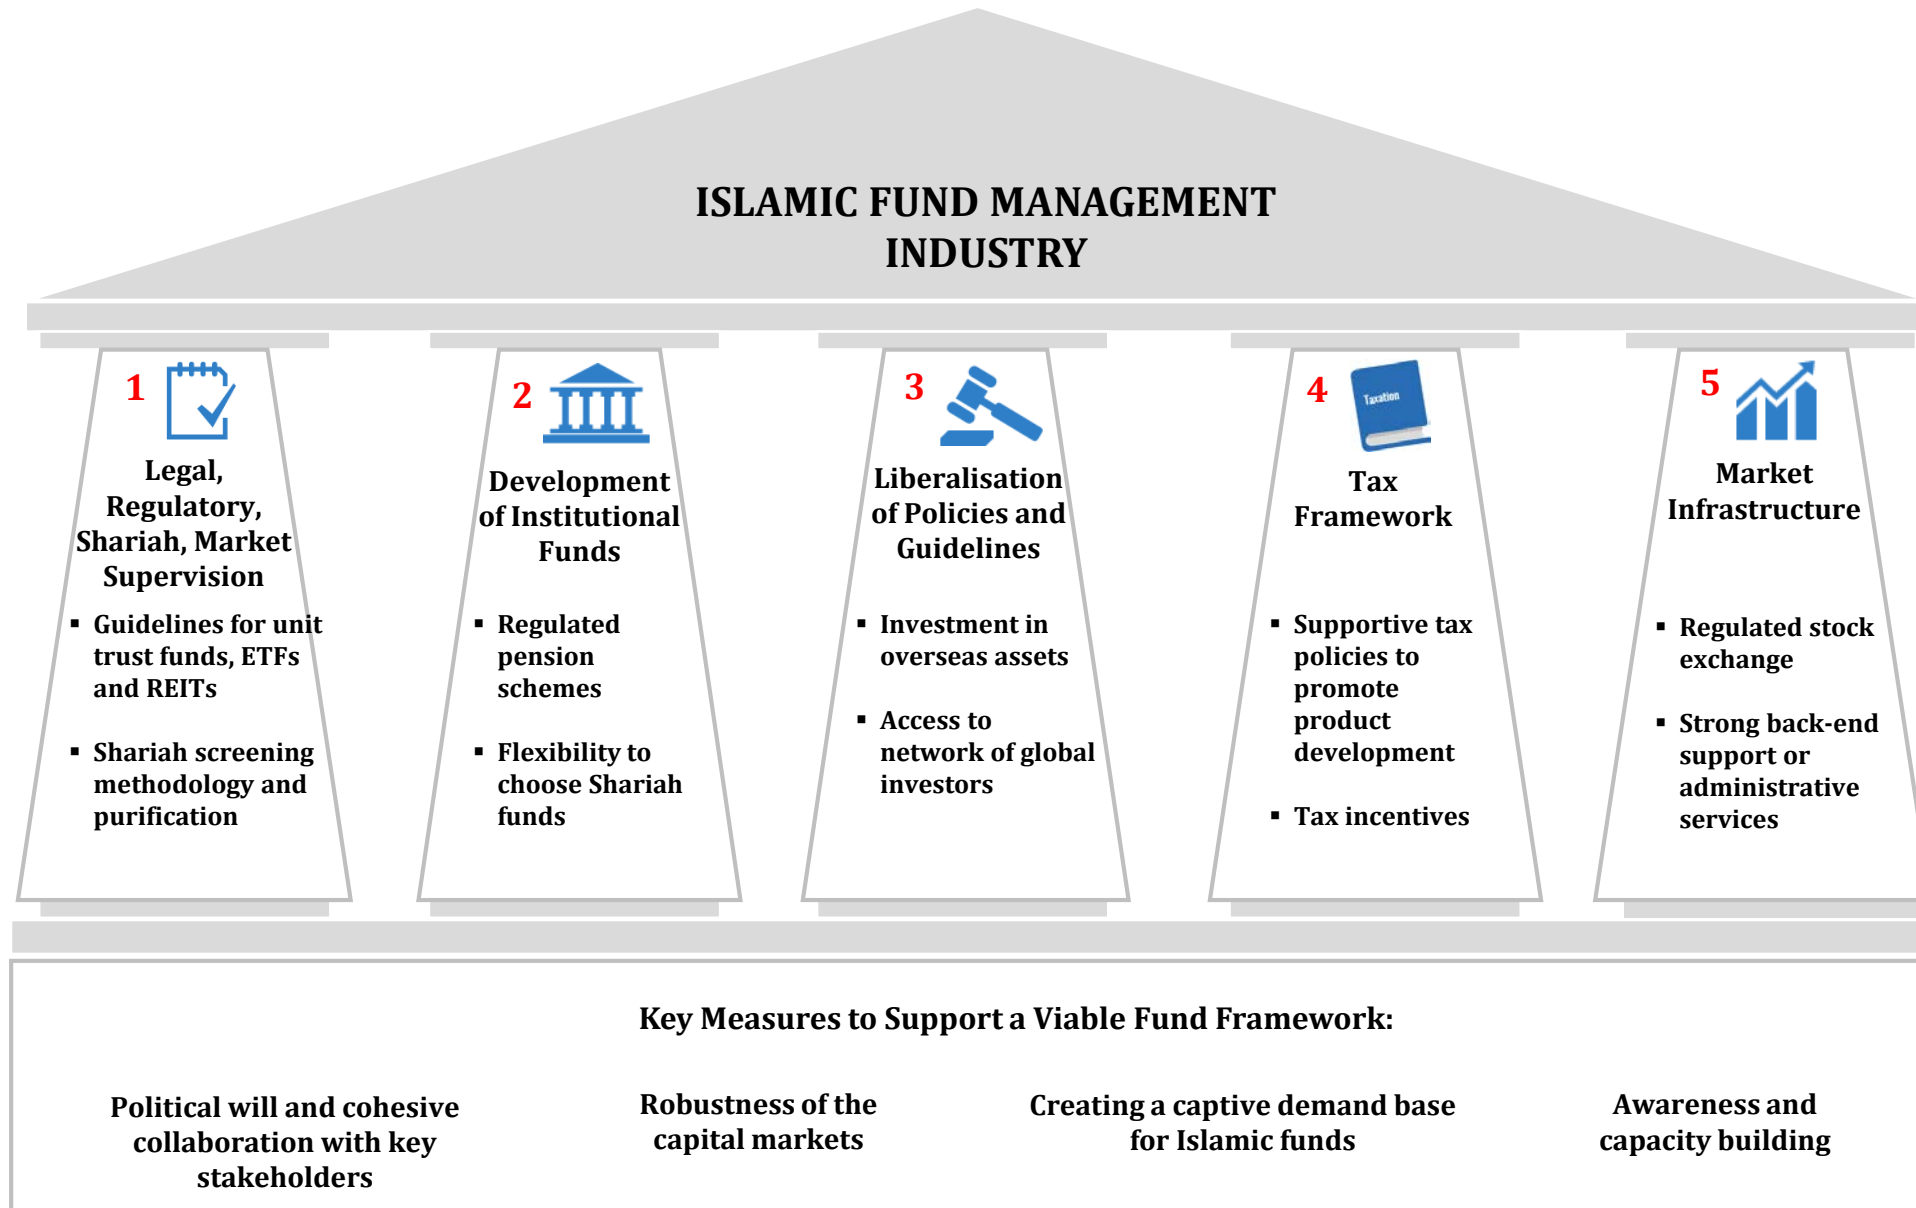 ISLAMIC FUND MANAGEMENT
INDUSTRY
1
Legal,
Regulatory,
Shariah, Market
Supervision
▪ Guidelines for unit
trust funds, ETFs
and REITs
▪ Shariah screening
methodology and
purification
2
Development
of Institutional
Funds
▪ Regulated
pension
schemes
▪ Flexibility to
choose Shariah
funds
3
Liberalisation
of Policies and
Guidelines
▪ Investment in
overseas assets
▪ Access to
network of global
investors
4
Taxation
Tax
Framework
▪ Supportive tax
policies to
promote
product
development
▪ Tax incentives
5
Market
Infrastructure
▪ Regulated stock
exchange
▪ Strong back-end
support or
administrative
services
Key Measures to Support a Viable Fund Framework:
Political will and cohesive
collaboration with key
stakeholders
Robustness of the
capital markets
Creating a captive demand base
for Islamic funds
Awareness and
capacity building